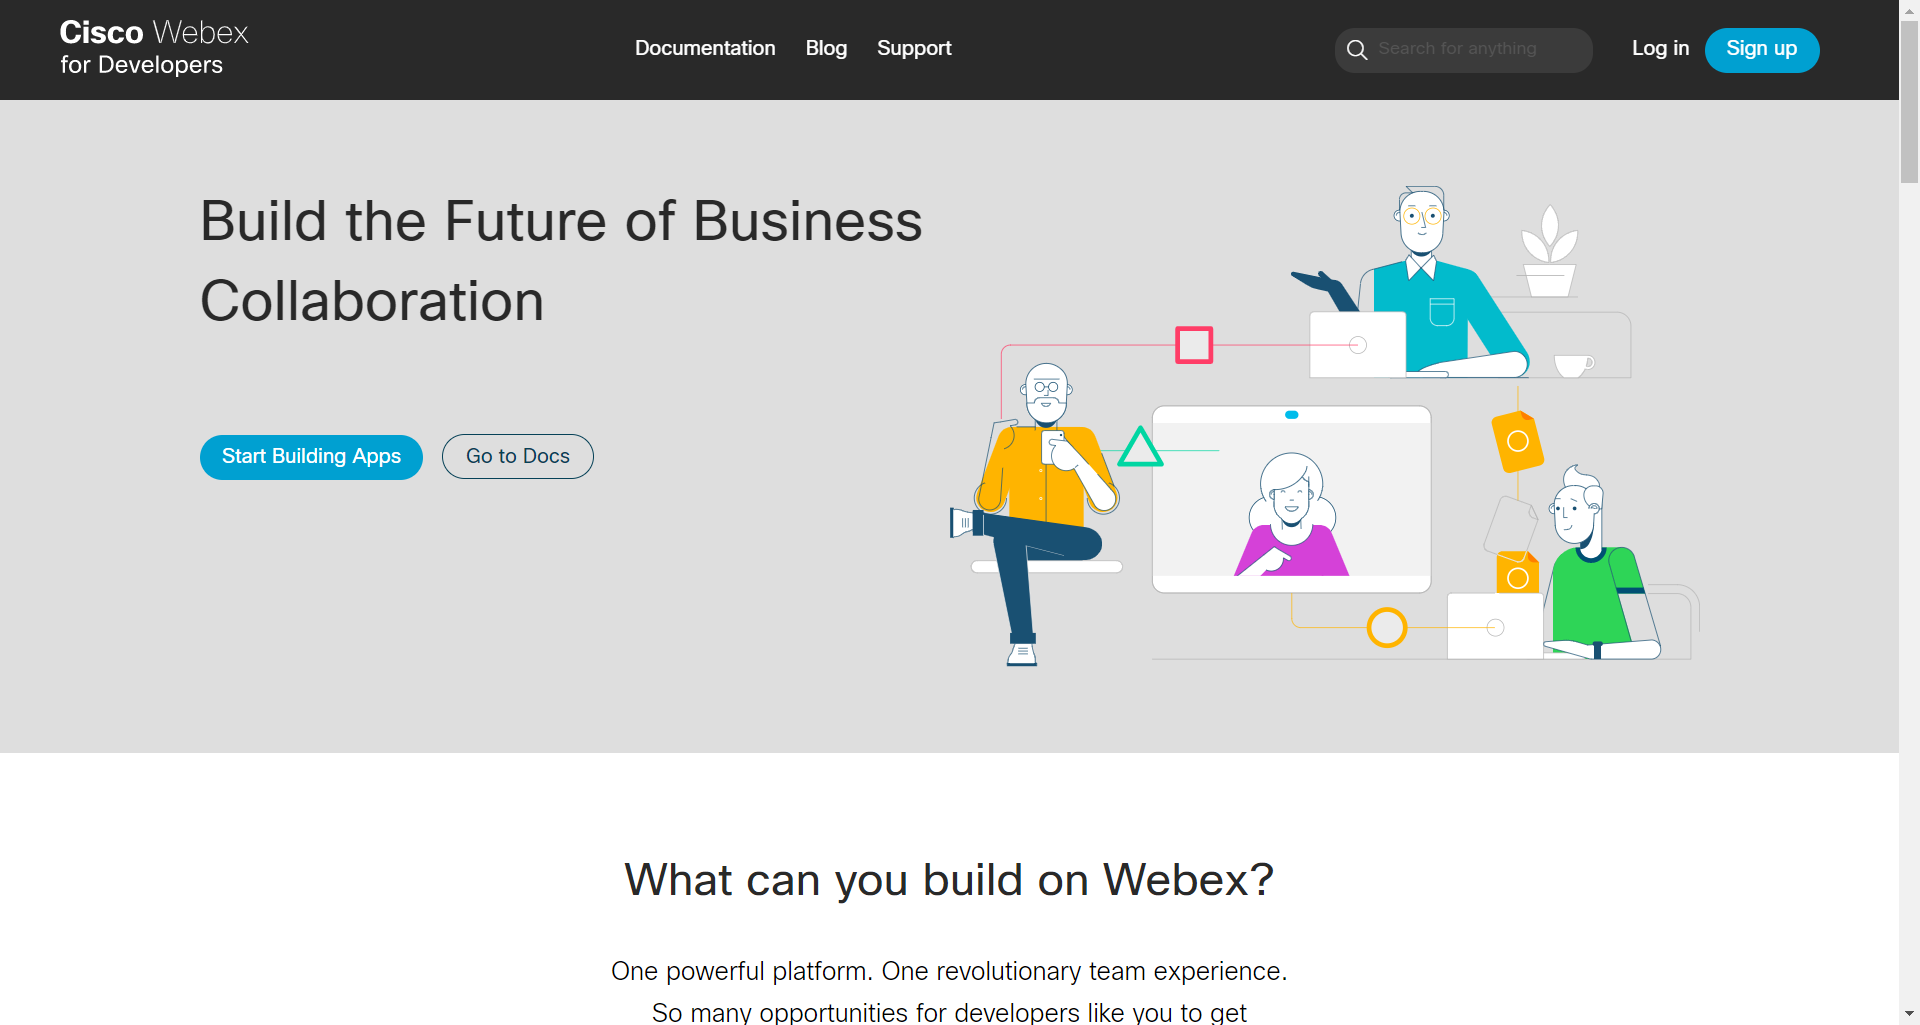 Cisco Webex
for Developers
Documentation
Blog
Support
Search for anything
Log in
Sign up
Build the Future of Business
Collaboration
Start Building Apps
Go to Docs
What can you build on Webex?
One powerful platform. One revolutionary team experience.
So many opportunities for developers like you to get